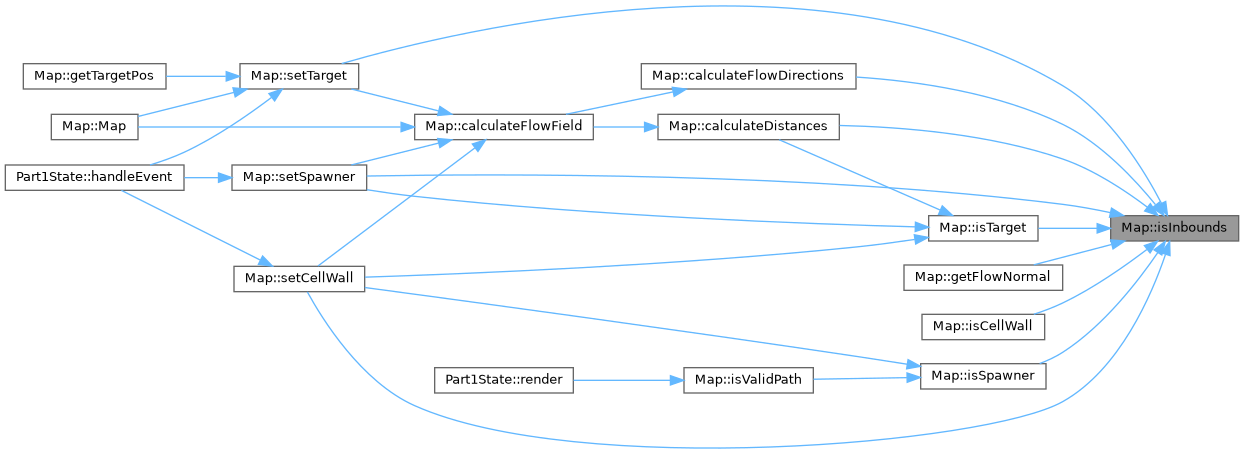 Map::getTargetPos
Map::setTarget
Map::calculateFlowDirections
Map::Map
Map::calculateFlowField
Map::calculateDistances
Part1State::handleEvent
Map::setSpawner
Map::isTarget
Map::isInbounds
Map::setCellWall
Map::getFlowNormal
Map::isCellWall
Part1State::render
Map::isValidPath
Map::isSpawner